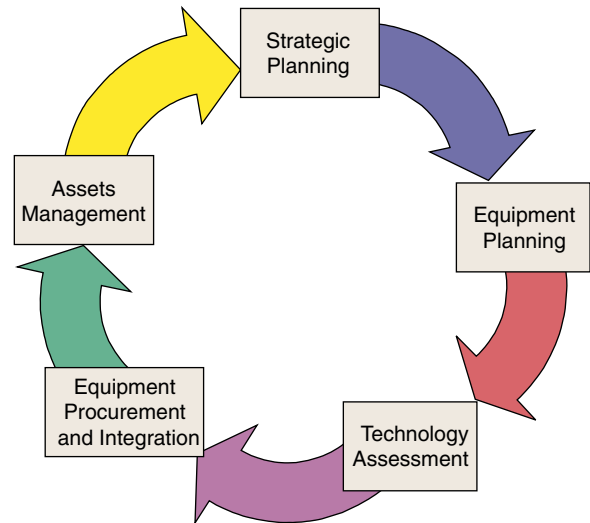 Strategic
Planning
Equipment
Planning
Technology
Assessment
Equipment
Procurement
and Integration
Assets
Management